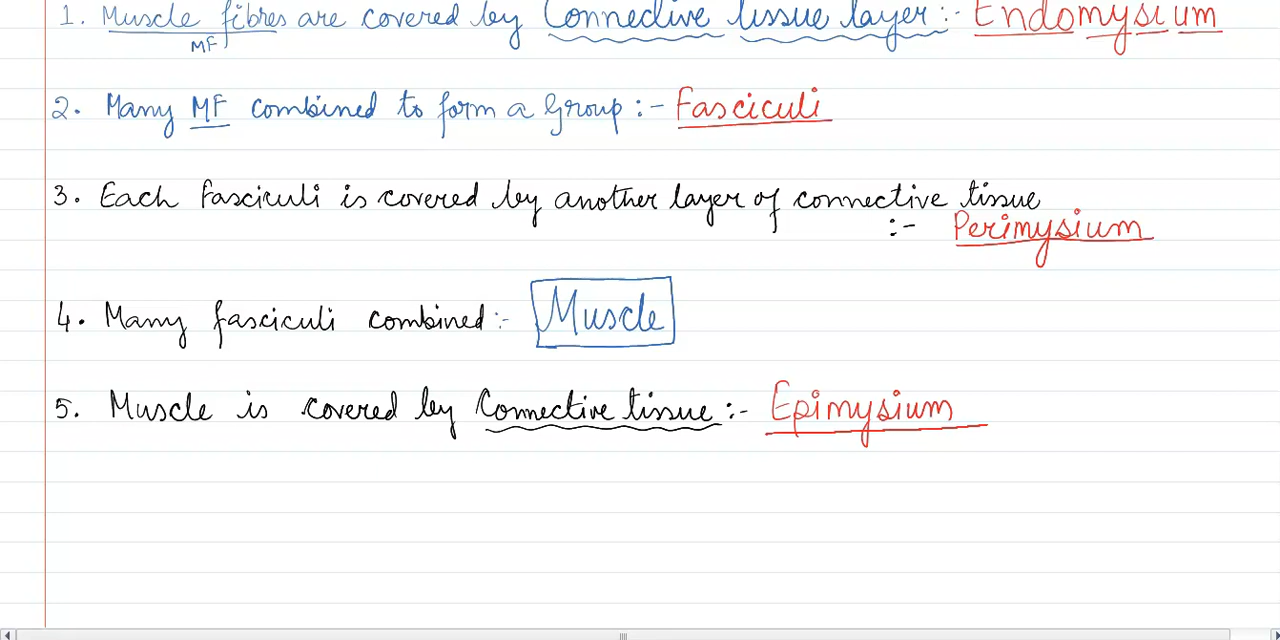 1. Muscle fibres are covered by Connective tissue layer :- Endomysium
MF
2. Many MF combined to form a Group :- Fasciculi
3. Each Fasciculi is covered by another layer of connective tissue
:- Perimysium
4. Many fasciculi combined :- Muscle
5. Muscle is covered by Connective tissue :- Epimysium